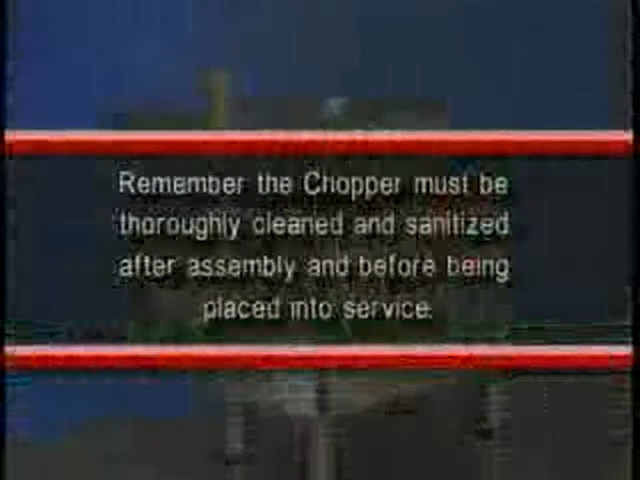 Remember the Chopper must be
thoroughly cleaned and sanitized
after assembly and before being
placed into service.